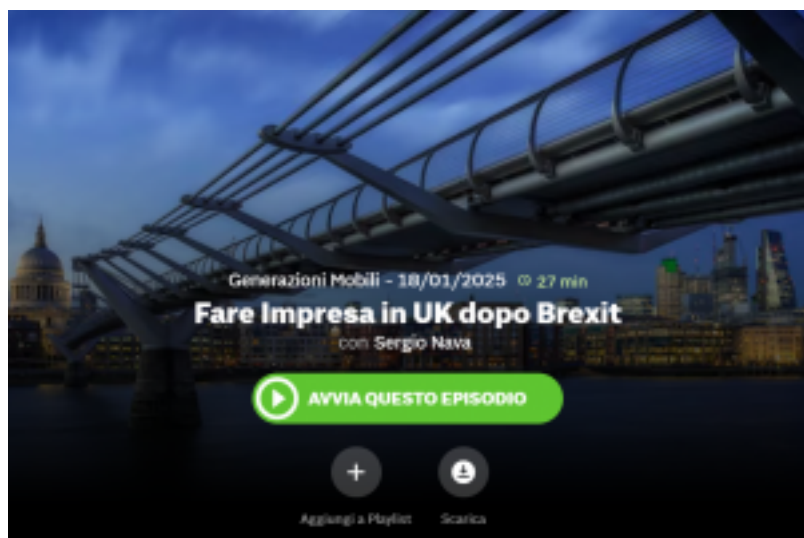 Generazioni Mobili - 18/01/2025 27 min
Fare Impresa in UK dopo Brexit
con Sergio Nava
AVVIA QUESTO EPISODIO
Aggiungi a Playlist Scarica